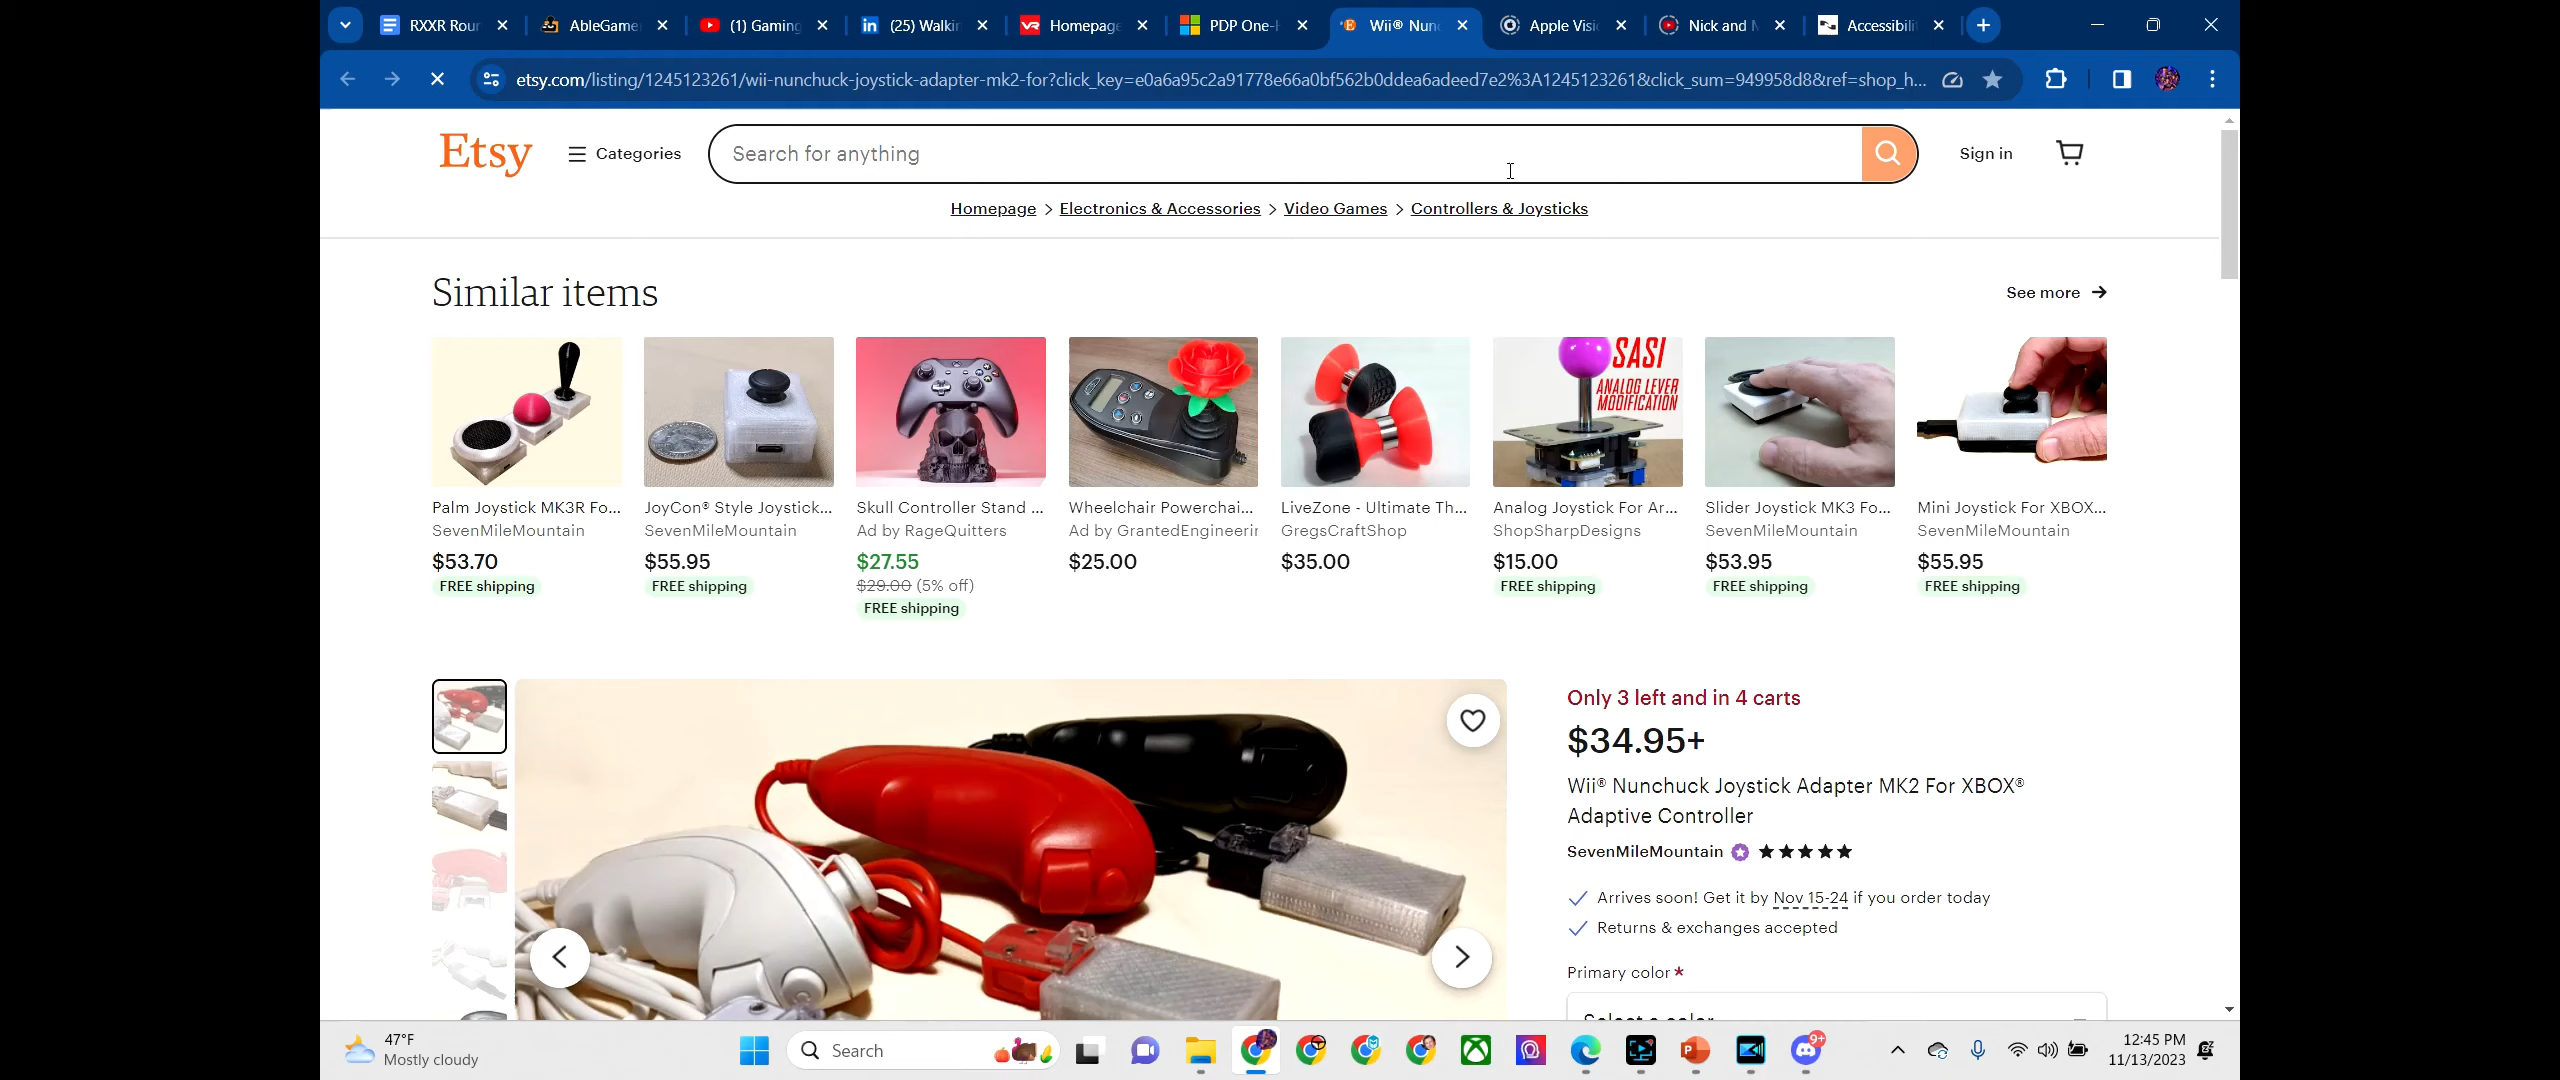 RXXR Rour
AbleGame
(1) Gaming
(25) Walki
Homepage
PDP One-
Wii® Nun
Apple Visi
Nick and
Accessibili
etsy.com/listing/1245123261/wii-nunchuck-joystick-adapter-mk2-for?click_key=e0a6a95c2a91778e66a0bf562b0ddea6adeed7e2%3A1245123261&click_sum=949958d8&ref=shop_h...
Etsy
Categories
Search for anything
Sign in
Homepage > Electronics & Accessories > Video Games > Controllers & Joysticks
Similar items
See more →
SASI
ANALOG LEVER
MODIFICATION
Palm Joystick MK3R Fo...
SevenMileMountain
$53.70
FREE shipping
JoyCon® Style Joystick...
SevenMileMountain
$55.95
FREE shipping
Skull Controller Stand ...
Ad by RageQuitters
$27.55
$29.00 (5% off)
FREE shipping
Wheelchair Powerchai...
Ad by GrantedEngineerir
$25.00
LiveZone - Ultimate Th...
GregsCraftShop
$35.00
Analog Joystick For Ar...
ShopSharpDesigns
$15.00
FREE shipping
Slider Joystick MK3 Fo...
SevenMileMountain
$53.95
FREE shipping
Mini Joystick For XBOX...
SevenMileMountain
$55.95
FREE shipping
Only 3 left and in 4 carts
$34.95+
Wii® Nunchuck Joystick Adapter MK2 For XBOX®
Adaptive Controller
SevenMileMountain ★★★★★
Arrives soon! Get it by Nov 15-24 if you order today
Returns & exchanges accepted
Primary color *
Select a color
47°F
Mostly cloudy
Search
9+
12:45 PM
11/13/2023